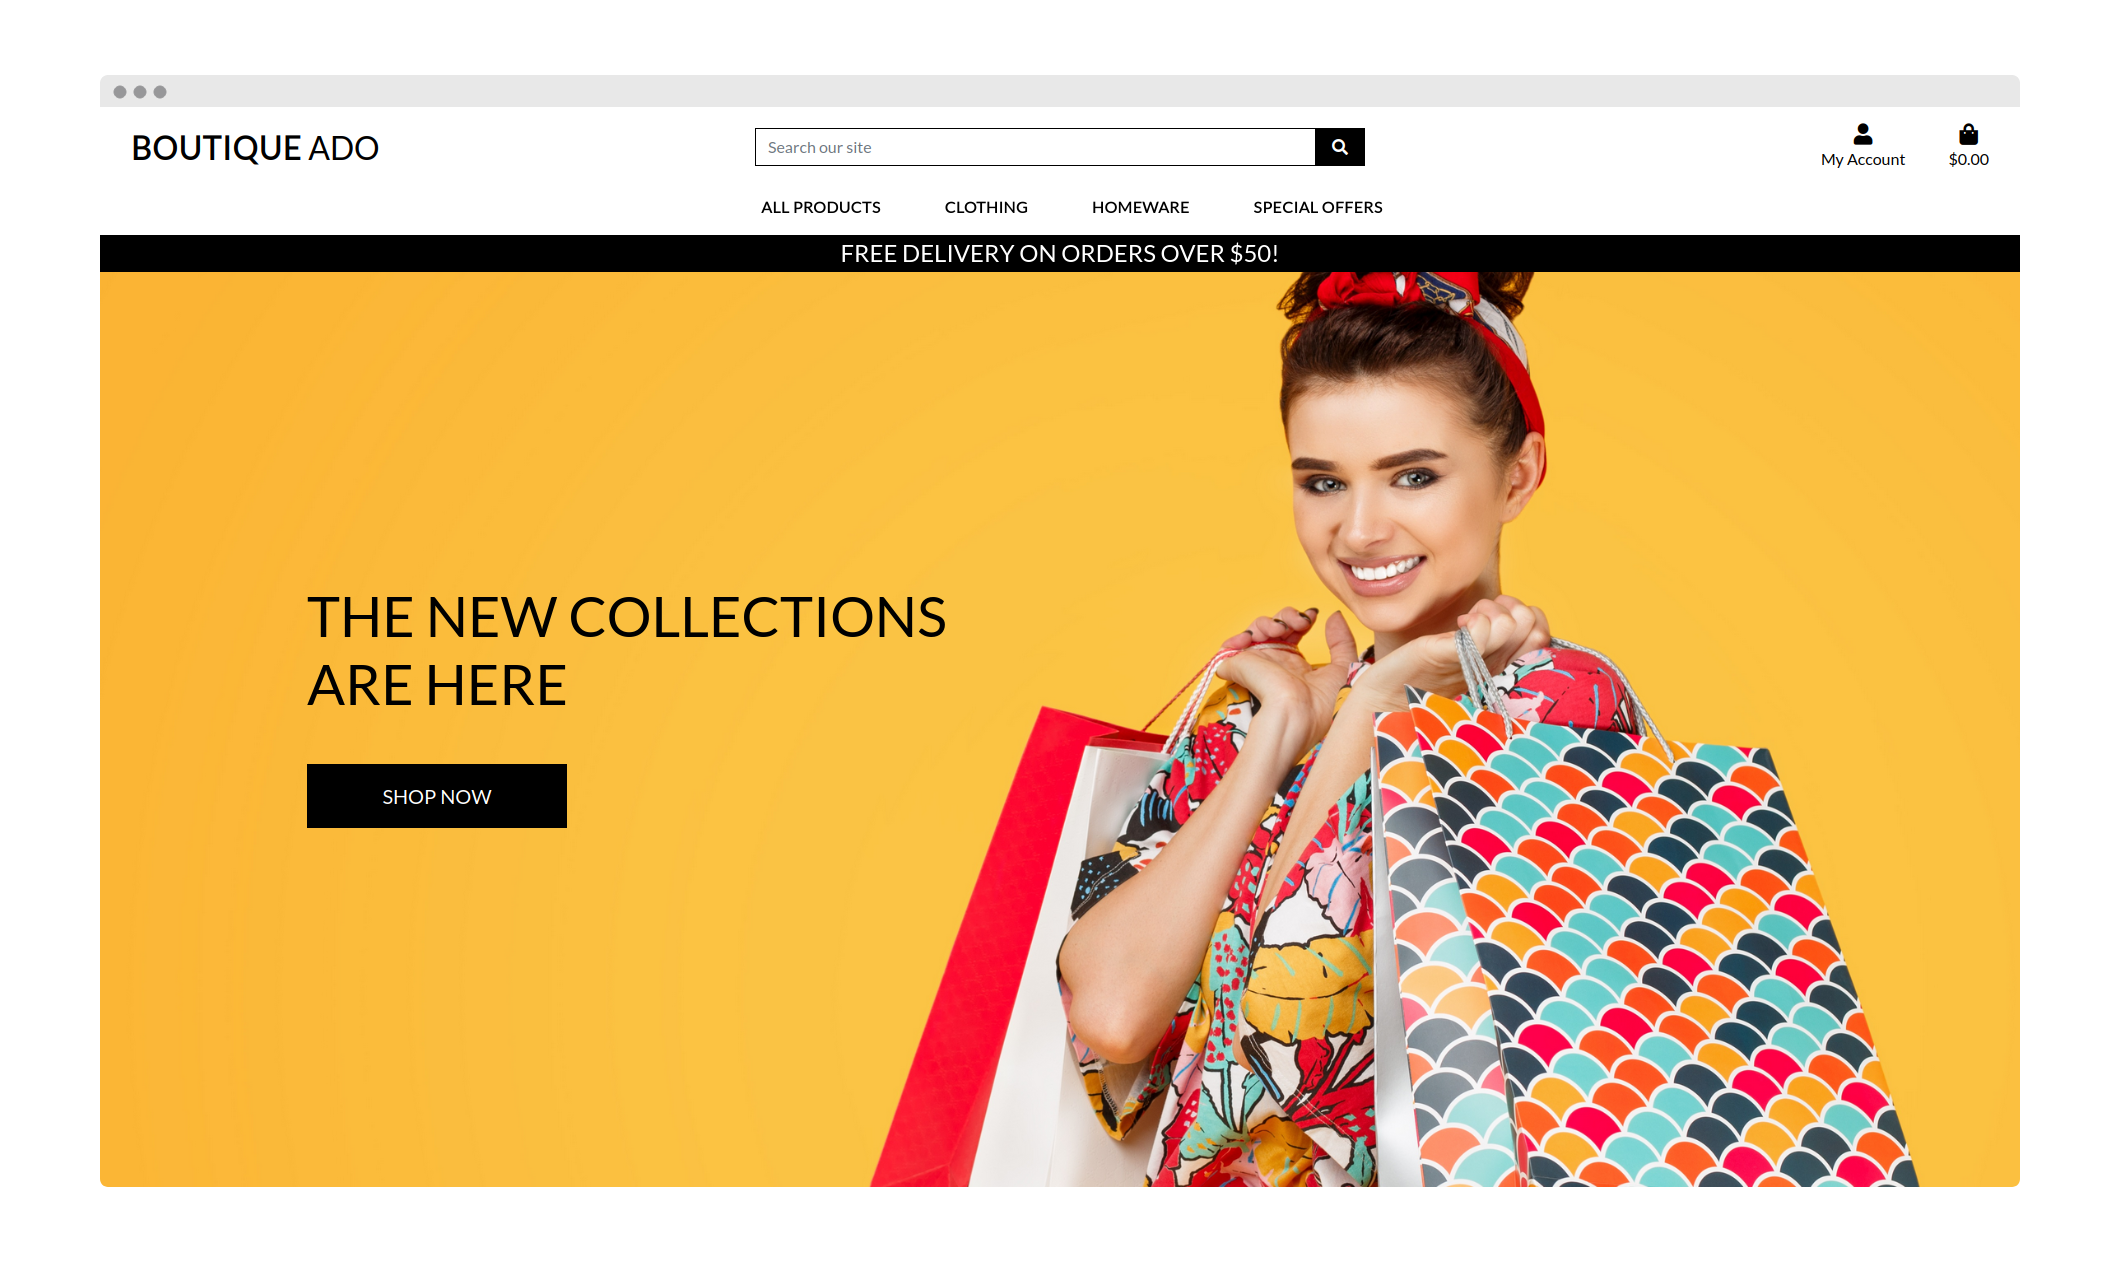 BOUTIQUE ADO
Search our site
My Account
$0.00
ALL PRODUCTS
CLOTHING
HOMEWARE
SPECIAL OFFERS
FREE DELIVERY ON ORDERS OVER $50!
THE NEW COLLECTIONS
ARE HERE
SHOP NOW